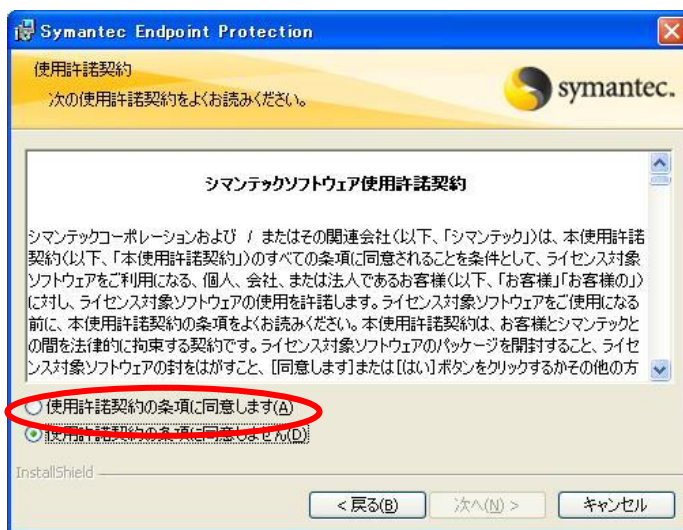 Symantec Endpoint Protection
使用許諾契約
次の使用許諾契約をよくお読みください。
symantec.
シマンテックソフトウェア使用許諾契約
シマンテックコーポレーションおよび / またはその関連会社(以下、「シマンテック」)は、本使用許諾
契約(以下、「本使用許諾契約」)のすべての条項に同意されることを条件として、ライセンス対象
ソフトウェアをご利用になる、個人、会社、または法人であるお客様(以下、「お客様」「お客様の」)
に対し、ライセンス対象ソフトウェアの使用を許諾します。ライセンス対象ソフトウェアをご使用になる
前に、本使用許諾契約の条項をよくお読みください。本使用許諾契約は、お客様とシマンテックと
の間を法律的に拘束する契約です。ライセンス対象ソフトウェアのパッケージを開封すること、ライセ
ンス対象ソフトウェアの封をはがすこと、[同意します]または[はい]ボタンをクリックするかその他の方
使用許諾契約の条項に同意します(A)
使用許諾契約の条項に同意しません(D)
InstallShield
< 戻る(B) 次へ(N) > キャンセル